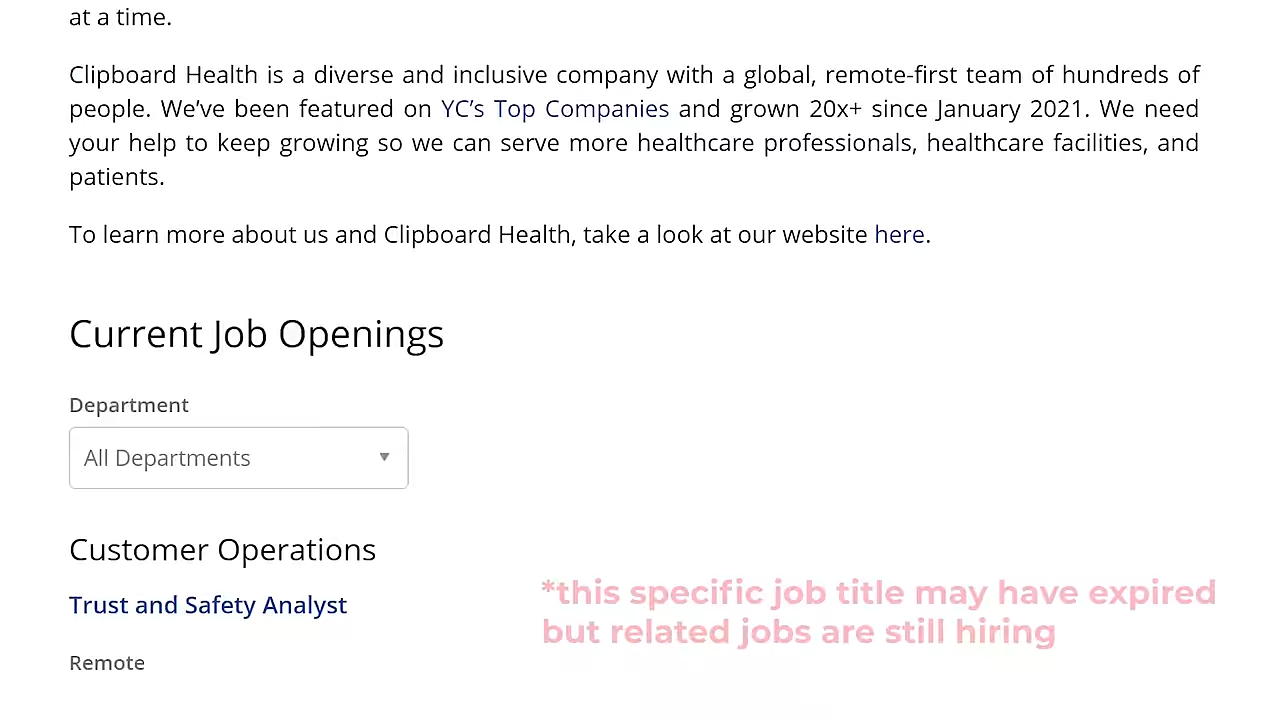 at a time.
Clipboard Health is a diverse and inclusive company with a global, remote-first team of hundreds of
people. We’ve been featured on YC’s Top Companies and grown 20x+ since January 2021. We need
your help to keep growing so we can serve more healthcare professionals, healthcare facilities, and
patients.
To learn more about us and Clipboard Health, take a look at our website here.
Current Job Openings
Department
All Departments
Customer Operations
Trust and Safety Analyst
*this specific job title may have expired
but related jobs are still hiring
Remote